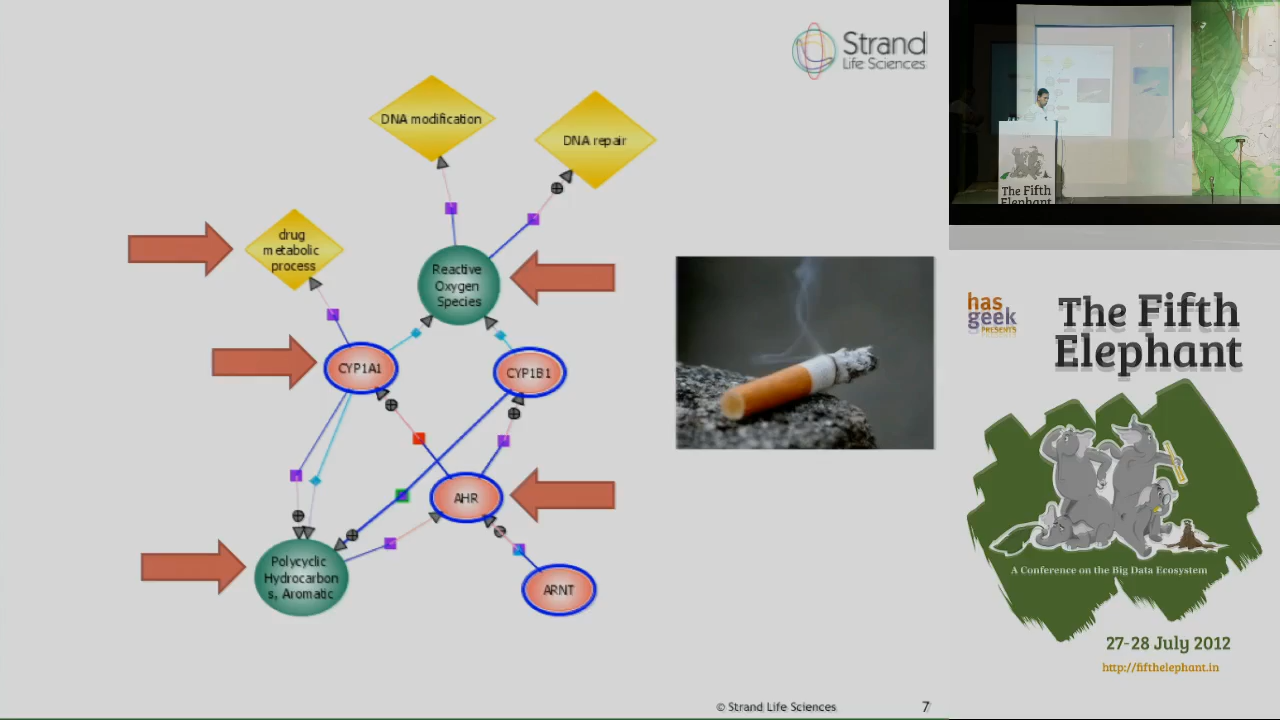 Strand
Life Sciences
DNA modification
DNA repair
drug
metabolic
process
Reactive
Oxygen
Species
CYP1A1
CYP1B1
AHR
Polycyclic
Hydrocarbon
s, Aromatic
ARNT
© Strand Life Sciences
7
The Fifth
Elephant
has
geek
PRESENTS
The Fifth
Elephant
A Conference on the Big Data Ecosystem
27-28 July 2012
http://fifthelephant.in